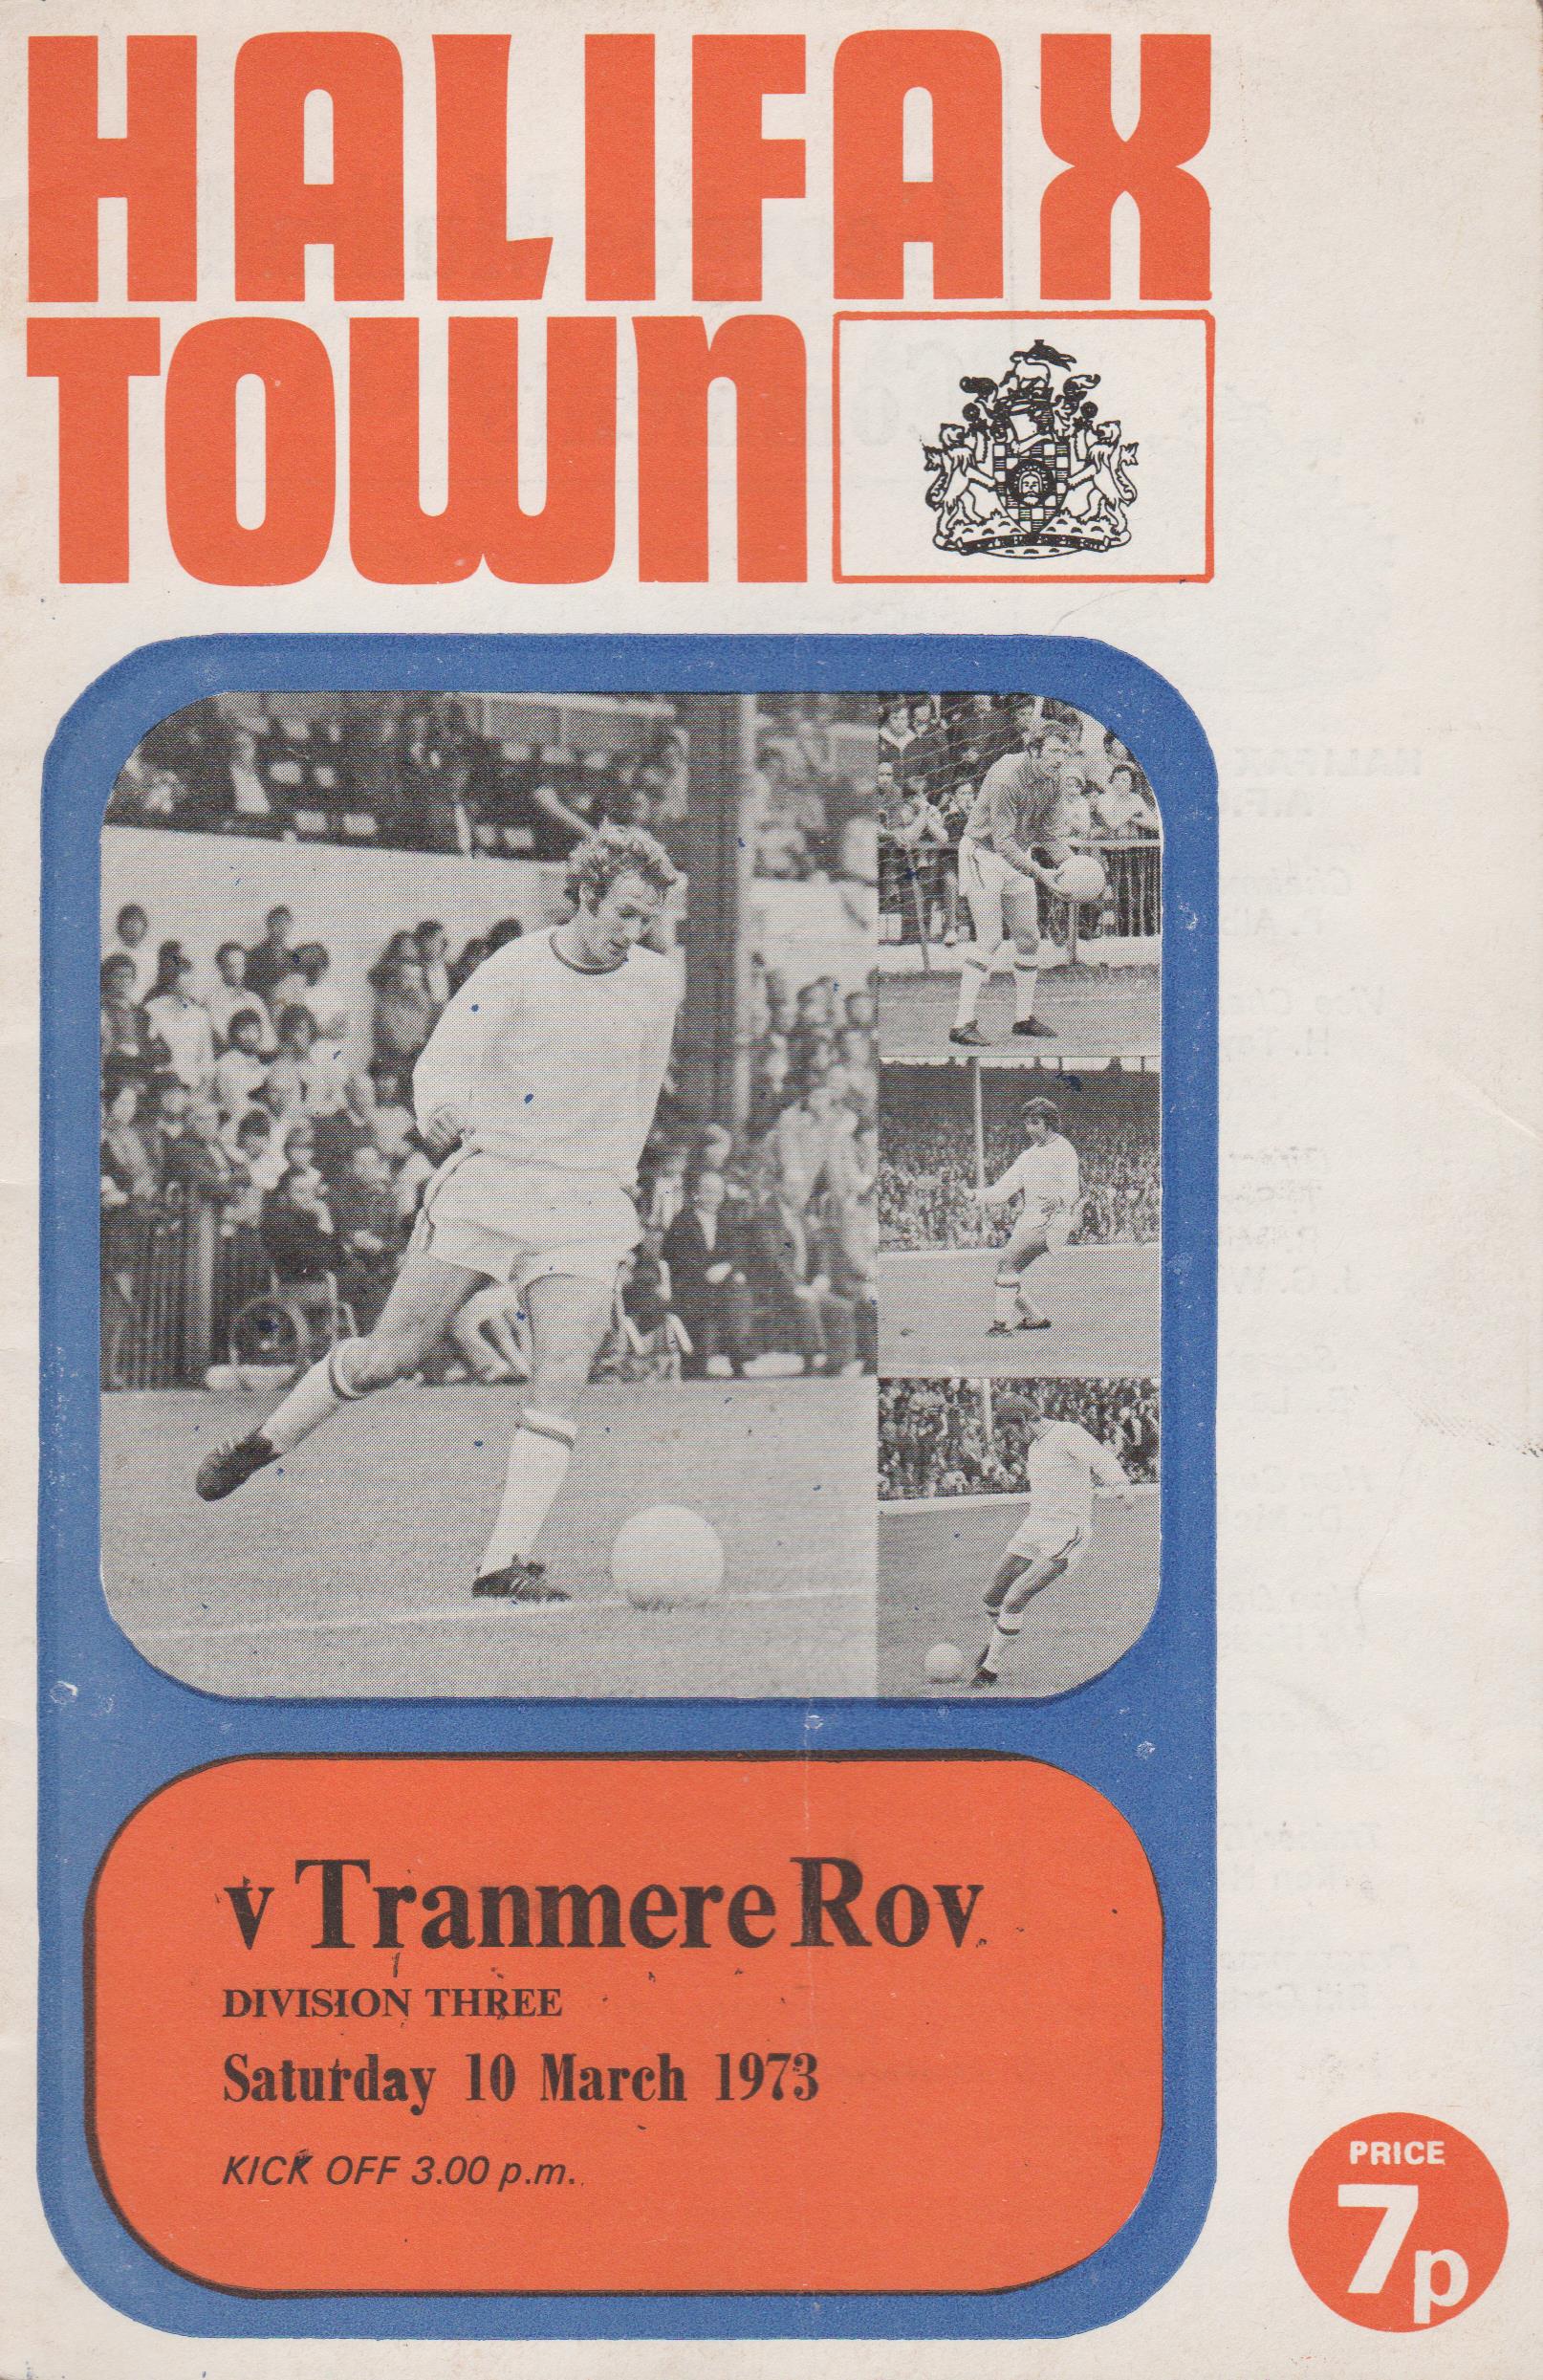 HALIFAX
TOWN
v Tranmere Rov
DIVISION THREE
Saturday 10 March 1973
KICK OFF 3.00 p.m.
PRICE
7p